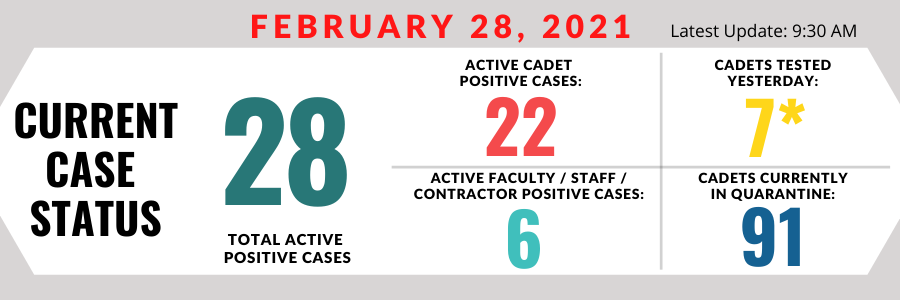 FEBRUARY 28, 2021
Latest Update: 9:30 AM
CURRENT
CASE
STATUS
28
TOTAL ACTIVE
POSITIVE CASES
ACTIVE CADET
POSITIVE CASES:
22
CADETS TESTED
YESTERDAY:
7*
ACTIVE FACULTY / STAFF /
CONTRACTOR POSITIVE CASES:
6
CADETS CURRENTLY
IN QUARANTINE:
91